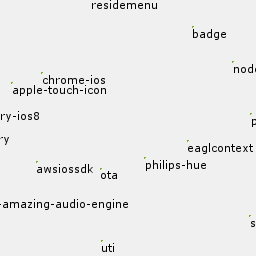 residemenu
badge
node
chrome-ios
apple-touch-icon
ry-ios8
p
ry
eaglcontext
philips-hue
awsiossdk
ota
-amazing-audio-engine
s
uti